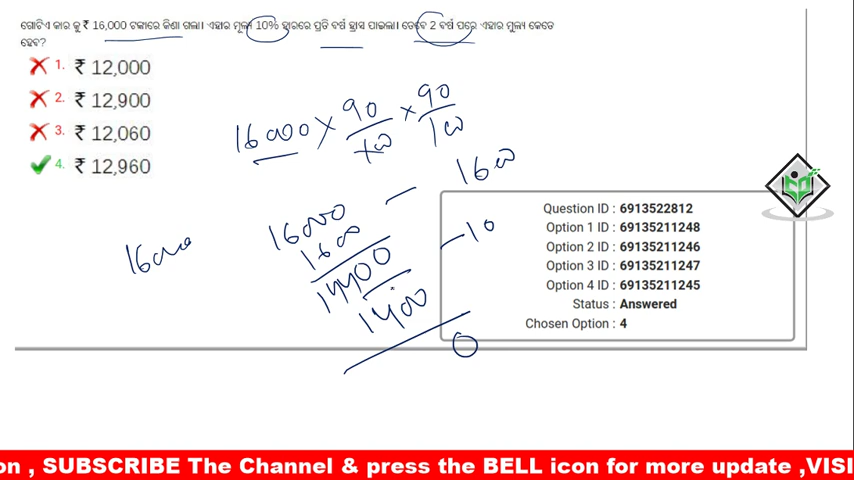 ଗୋଟିଏ କାର କୁ ₹ 16,000 ଟଙ୍କାରେ କିଣା ଗଲା। ଏହାର ମୂଲ୍ୟ 10% ହାରରେ ପ୍ରତି ବର୍ଷ ହ୍ରାସ ପାଇଲା। ତେବେ 2 ବର୍ଷ ପରେ ଏହାର ମୁଲ୍ୟ କେତେ
ହେବ?
1. ₹ 12,000
2. ₹ 12,900
3. ₹ 12,060
4. ₹ 12,960
16000 × 90/100 × 90/100
16000 — 1600
1600
14400 — 10
1400
0
16000
Question ID : 6913522812
Option 1 ID : 69135211248
Option 2 ID : 69135211246
Option 3 ID : 69135211247
Option 4 ID : 69135211245
Status : Answered
Chosen Option : 4
on , SUBSCRIBE The Channel & press the BELL icon for more update ,VISI